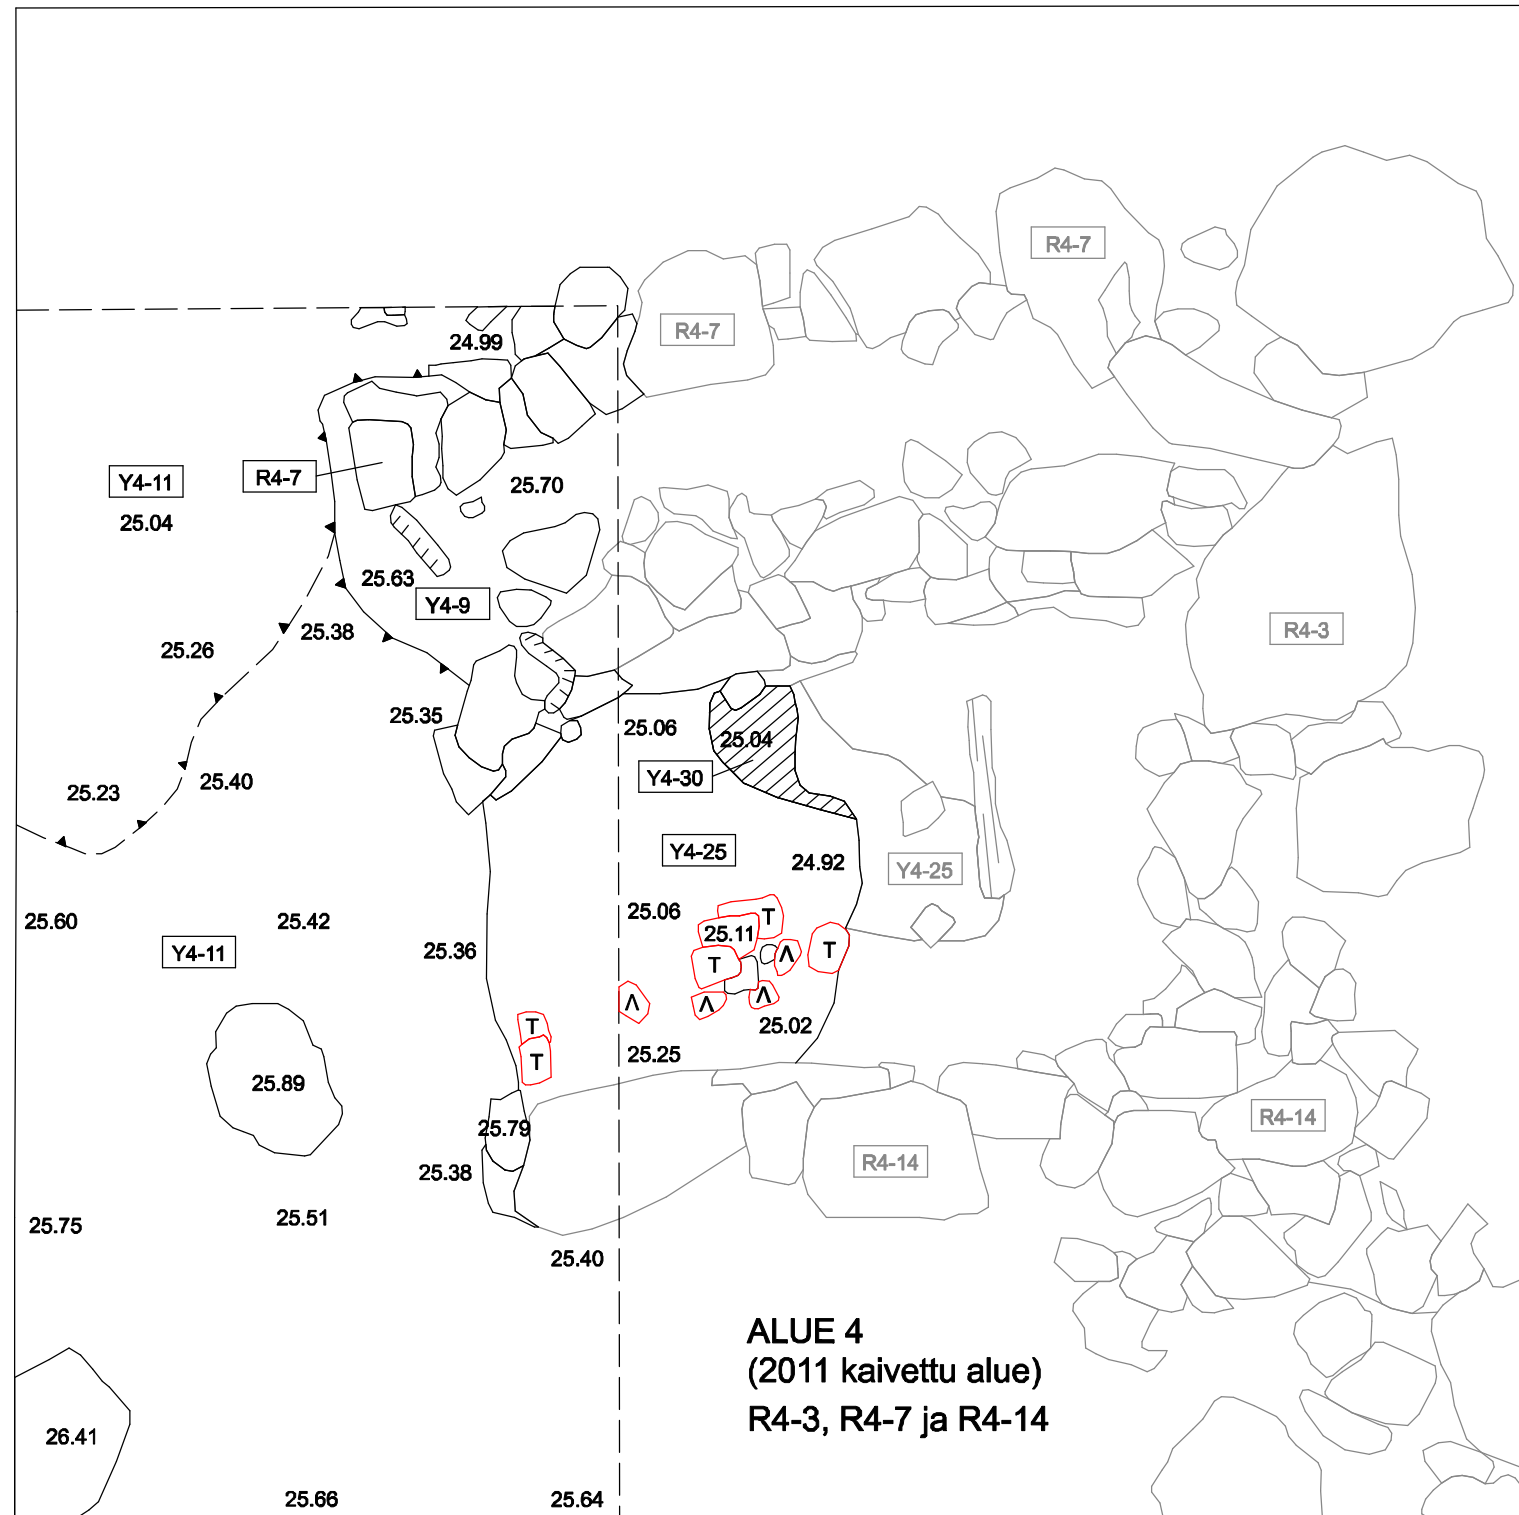 R4-7
R4-7
24.99
Y4-11
R4-7
25.70
25.04
25.63
Y4-9
25.38
R4-3
25.26
25.35
25.06
25.04
Y4-30
25.23
25.40
Y4-25
24.92
Y4-25
25.60
25.42
25.06
T
Y4-11
25.36
25.11
T
Λ
T
Λ
Λ
Λ
T
25.02
T
25.25
25.89
25.79
R4-14
25.38
R4-14
25.75
25.51
25.40
ALUE 4
(2011 kaivettu alue)
R4-3, R4-7 ja R4-14
26.41
25.66
25.64